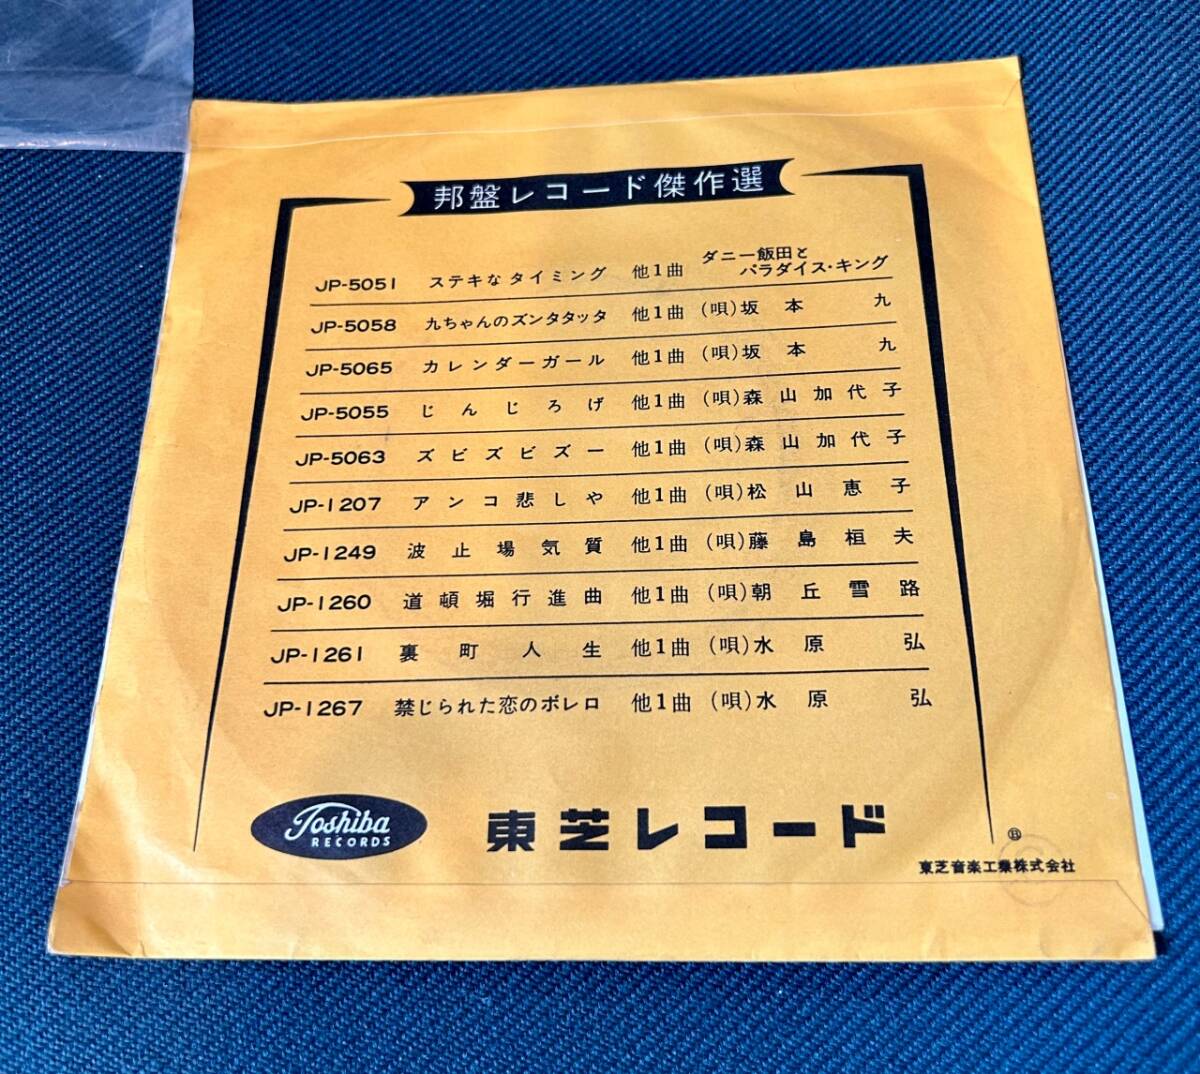 邦盤レコード傑作選
JP-5051 ステキなタイミング 他1曲 ダニー飯田とパラダイス・キング
JP-5058 九ちゃんのズンタタッタ 他1曲 (唄)坂本九
JP-5065 カレンダーガール 他1曲 (唄)坂本九
JP-5055 じんじろげ 他1曲 (唄)森山加代子
JP-5063 ズビズビズー 他1曲 (唄)森山加代子
JP-1207 アンコ悲しや 他1曲 (唄)松山恵子
JP-1249 波止場気質 他1曲 (唄)藤島桓夫
JP-1260 道頓堀行進曲 他1曲 (唄)朝丘雪路
JP-1261 裏町人生 他1曲 (唄)水原弘
JP-1267 禁じられた恋のボレロ 他1曲 (唄)水原弘
Toshiba
RECORDS
東芝レコード
Ⓑ
東芝音楽工業株式会社